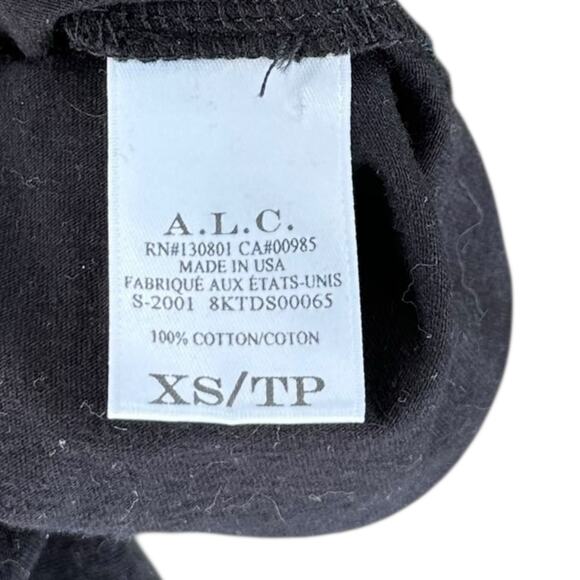 A.L.C.
RN#130801 CA#00985
MADE IN USA
FABRIQUÉ AUX ÉTATS-UNIS
S-2001 8KTDS00065
100% COTTON/COTON
XS/TP